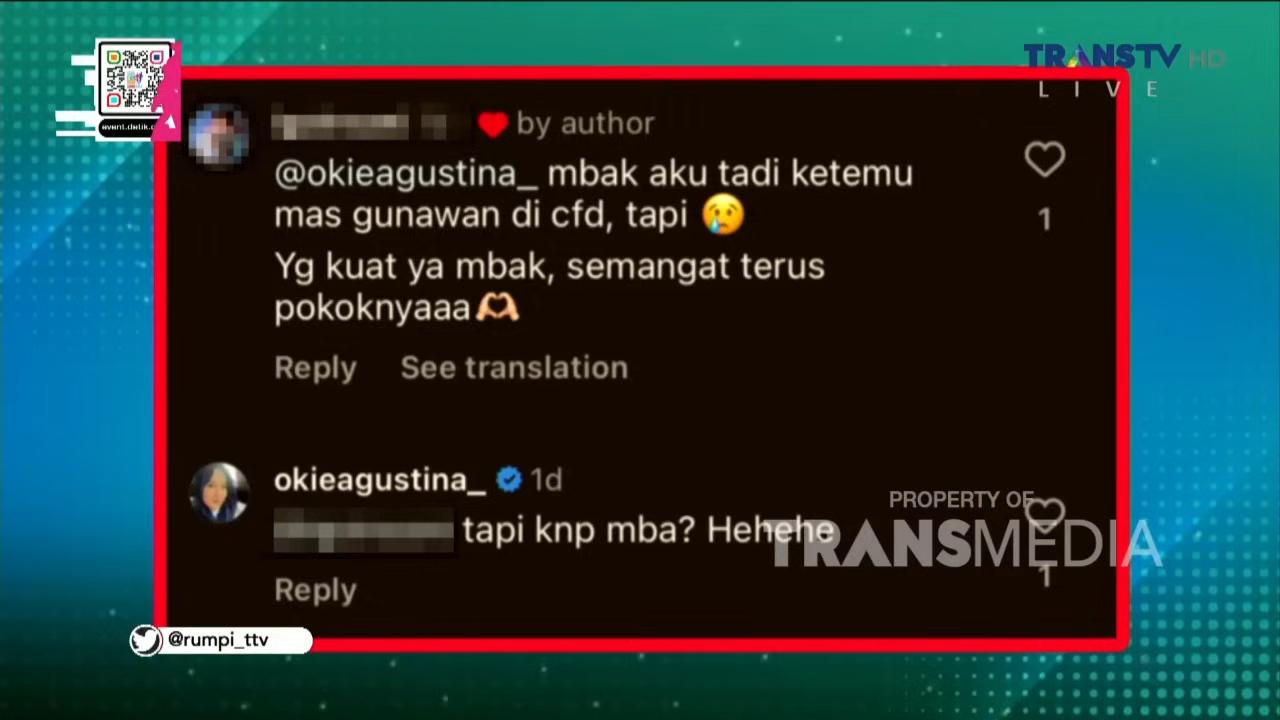 TRANSTV HD
LIVE
event.detik.c
by author
@okieagustina_ mbak aku tadi ketemu
mas gunawan di cfd, tapi 😢
Yg kuat ya mbak, semangat terus
pokoknyaaa🫶🏻
1
Reply See translation
okieagustina_ 1d
tapi knp mba? Hehehe
1
Reply
PROPERTY OF
TRANSMEDIA
@rumpi_ttv